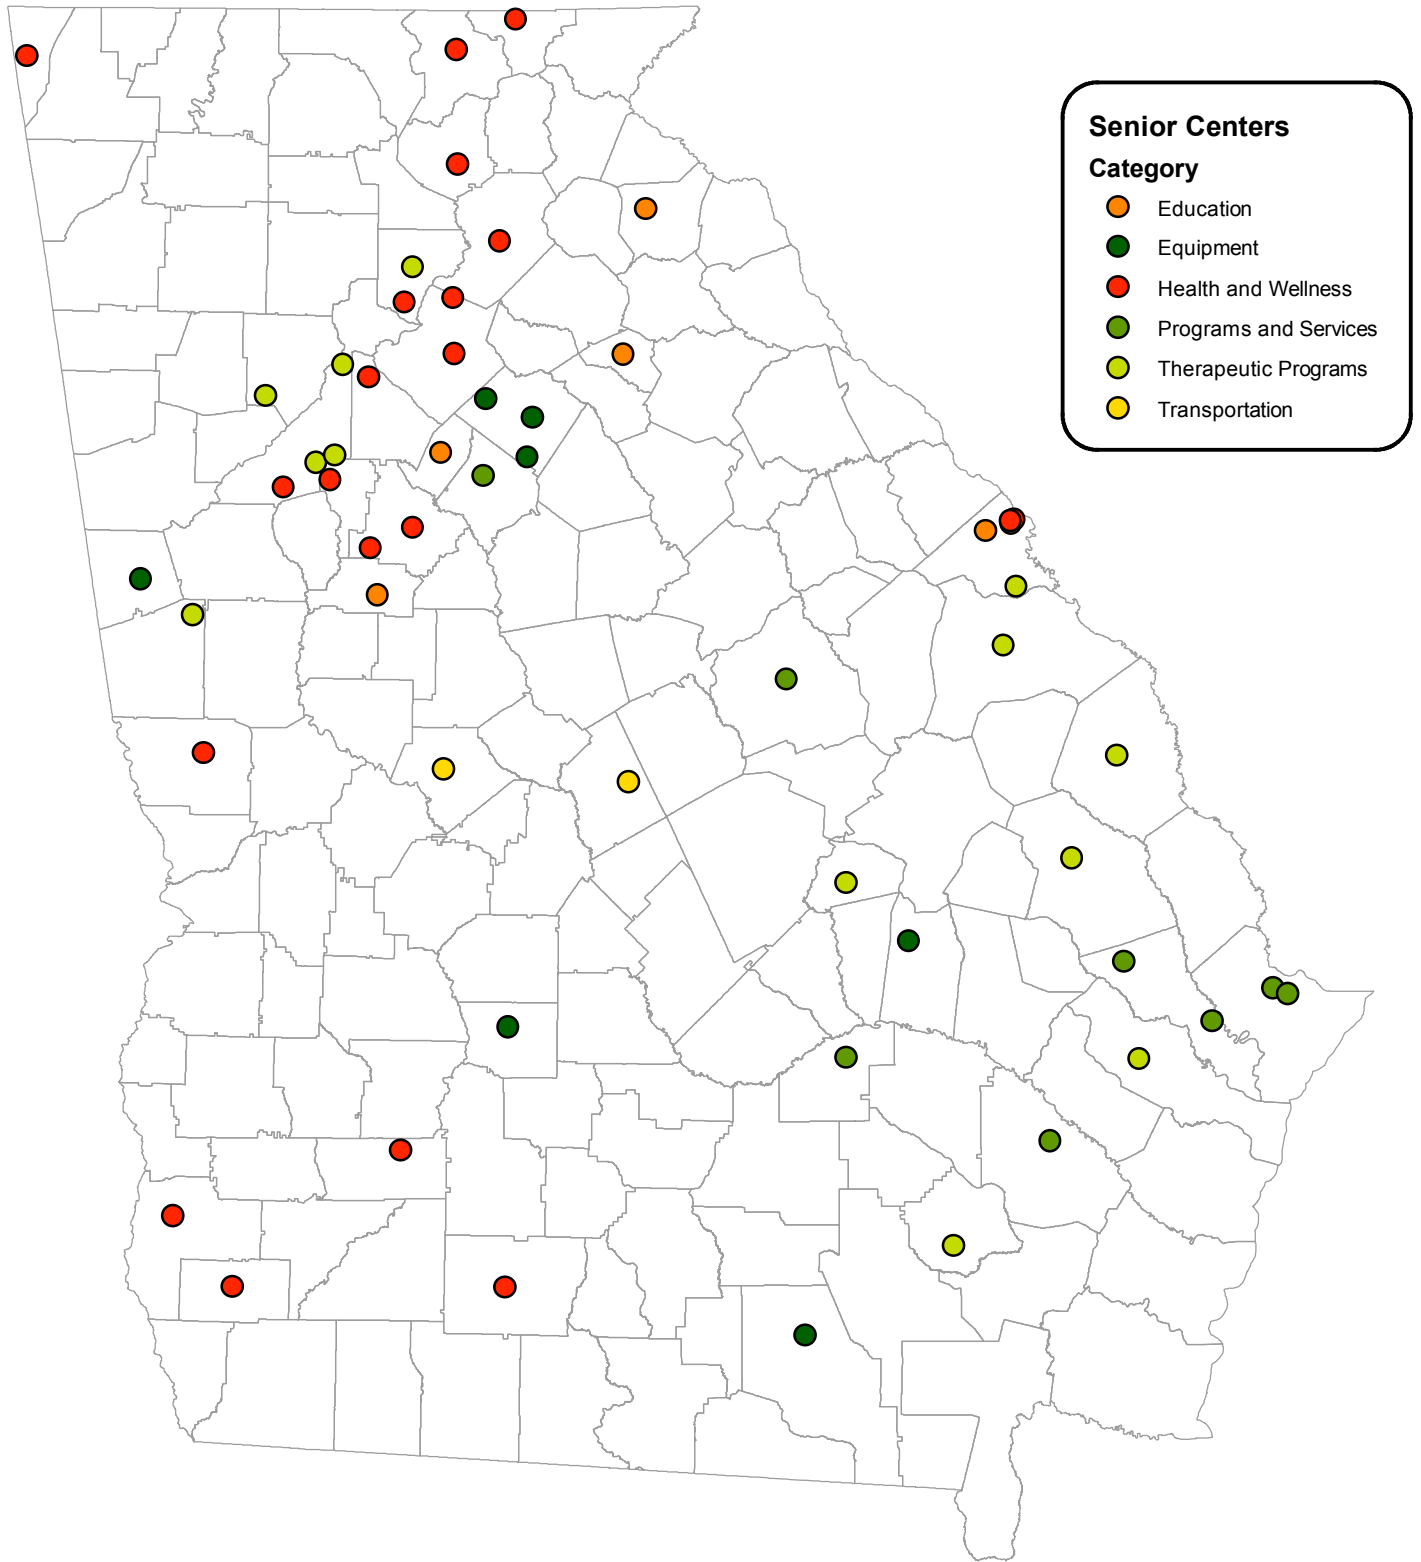 Senior Centers
Category
Education
Equipment
Health and Wellness
Programs and Services
Therapeutic Programs
Transportation